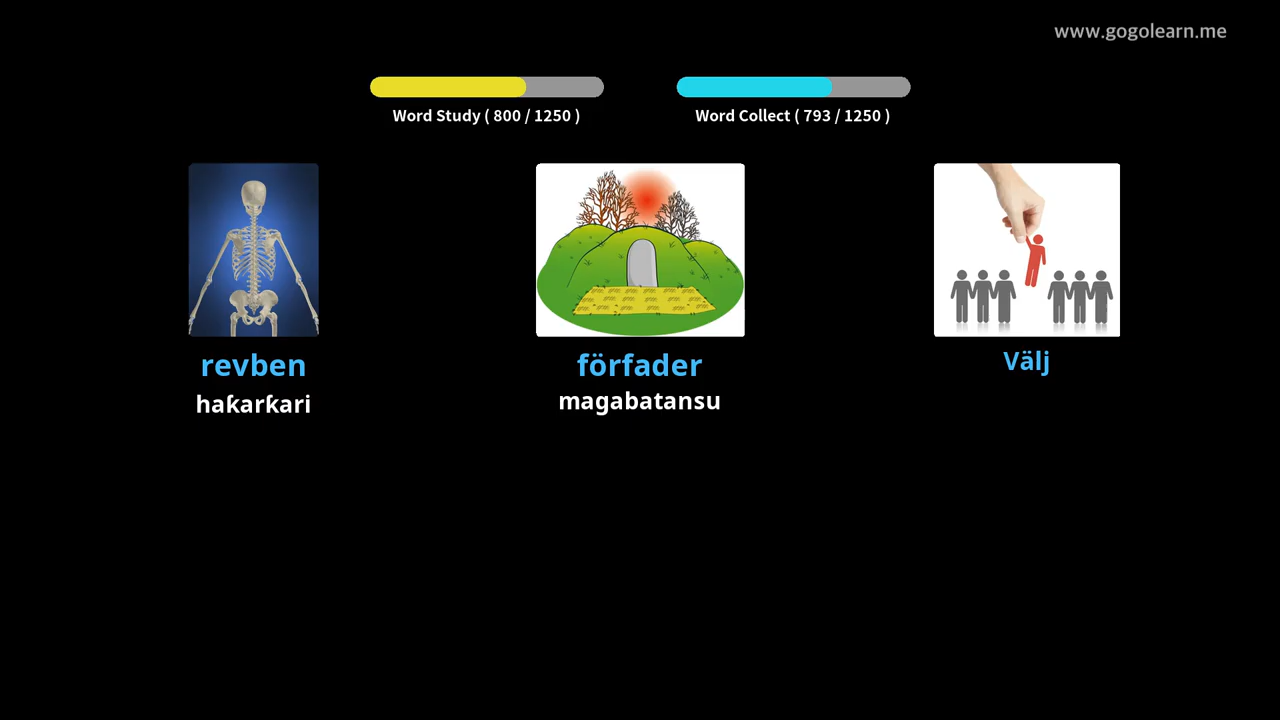 www.gogolearn.me
Word Study ( 800 / 1250 )
Word Collect ( 793 / 1250 )
revben
förfader
Välj
haƙarƙari
magabatansu